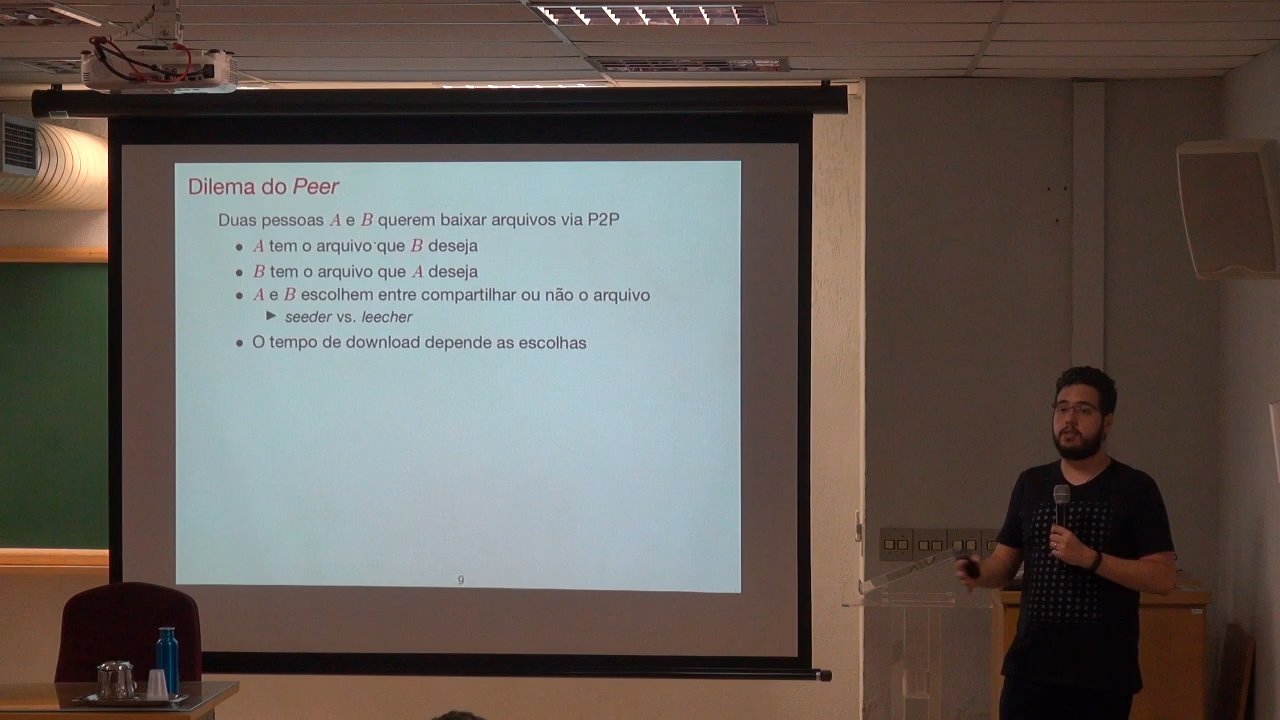 Dilema do Peer
Duas pessoas A e B querem baixar arquivos via P2P
• A tem o arquivo que B deseja
• B tem o arquivo que A deseja
• A e B escolhem entre compartilhar ou não o arquivo
▶ seeder vs. leecher
• O tempo de download depende as escolhas
9